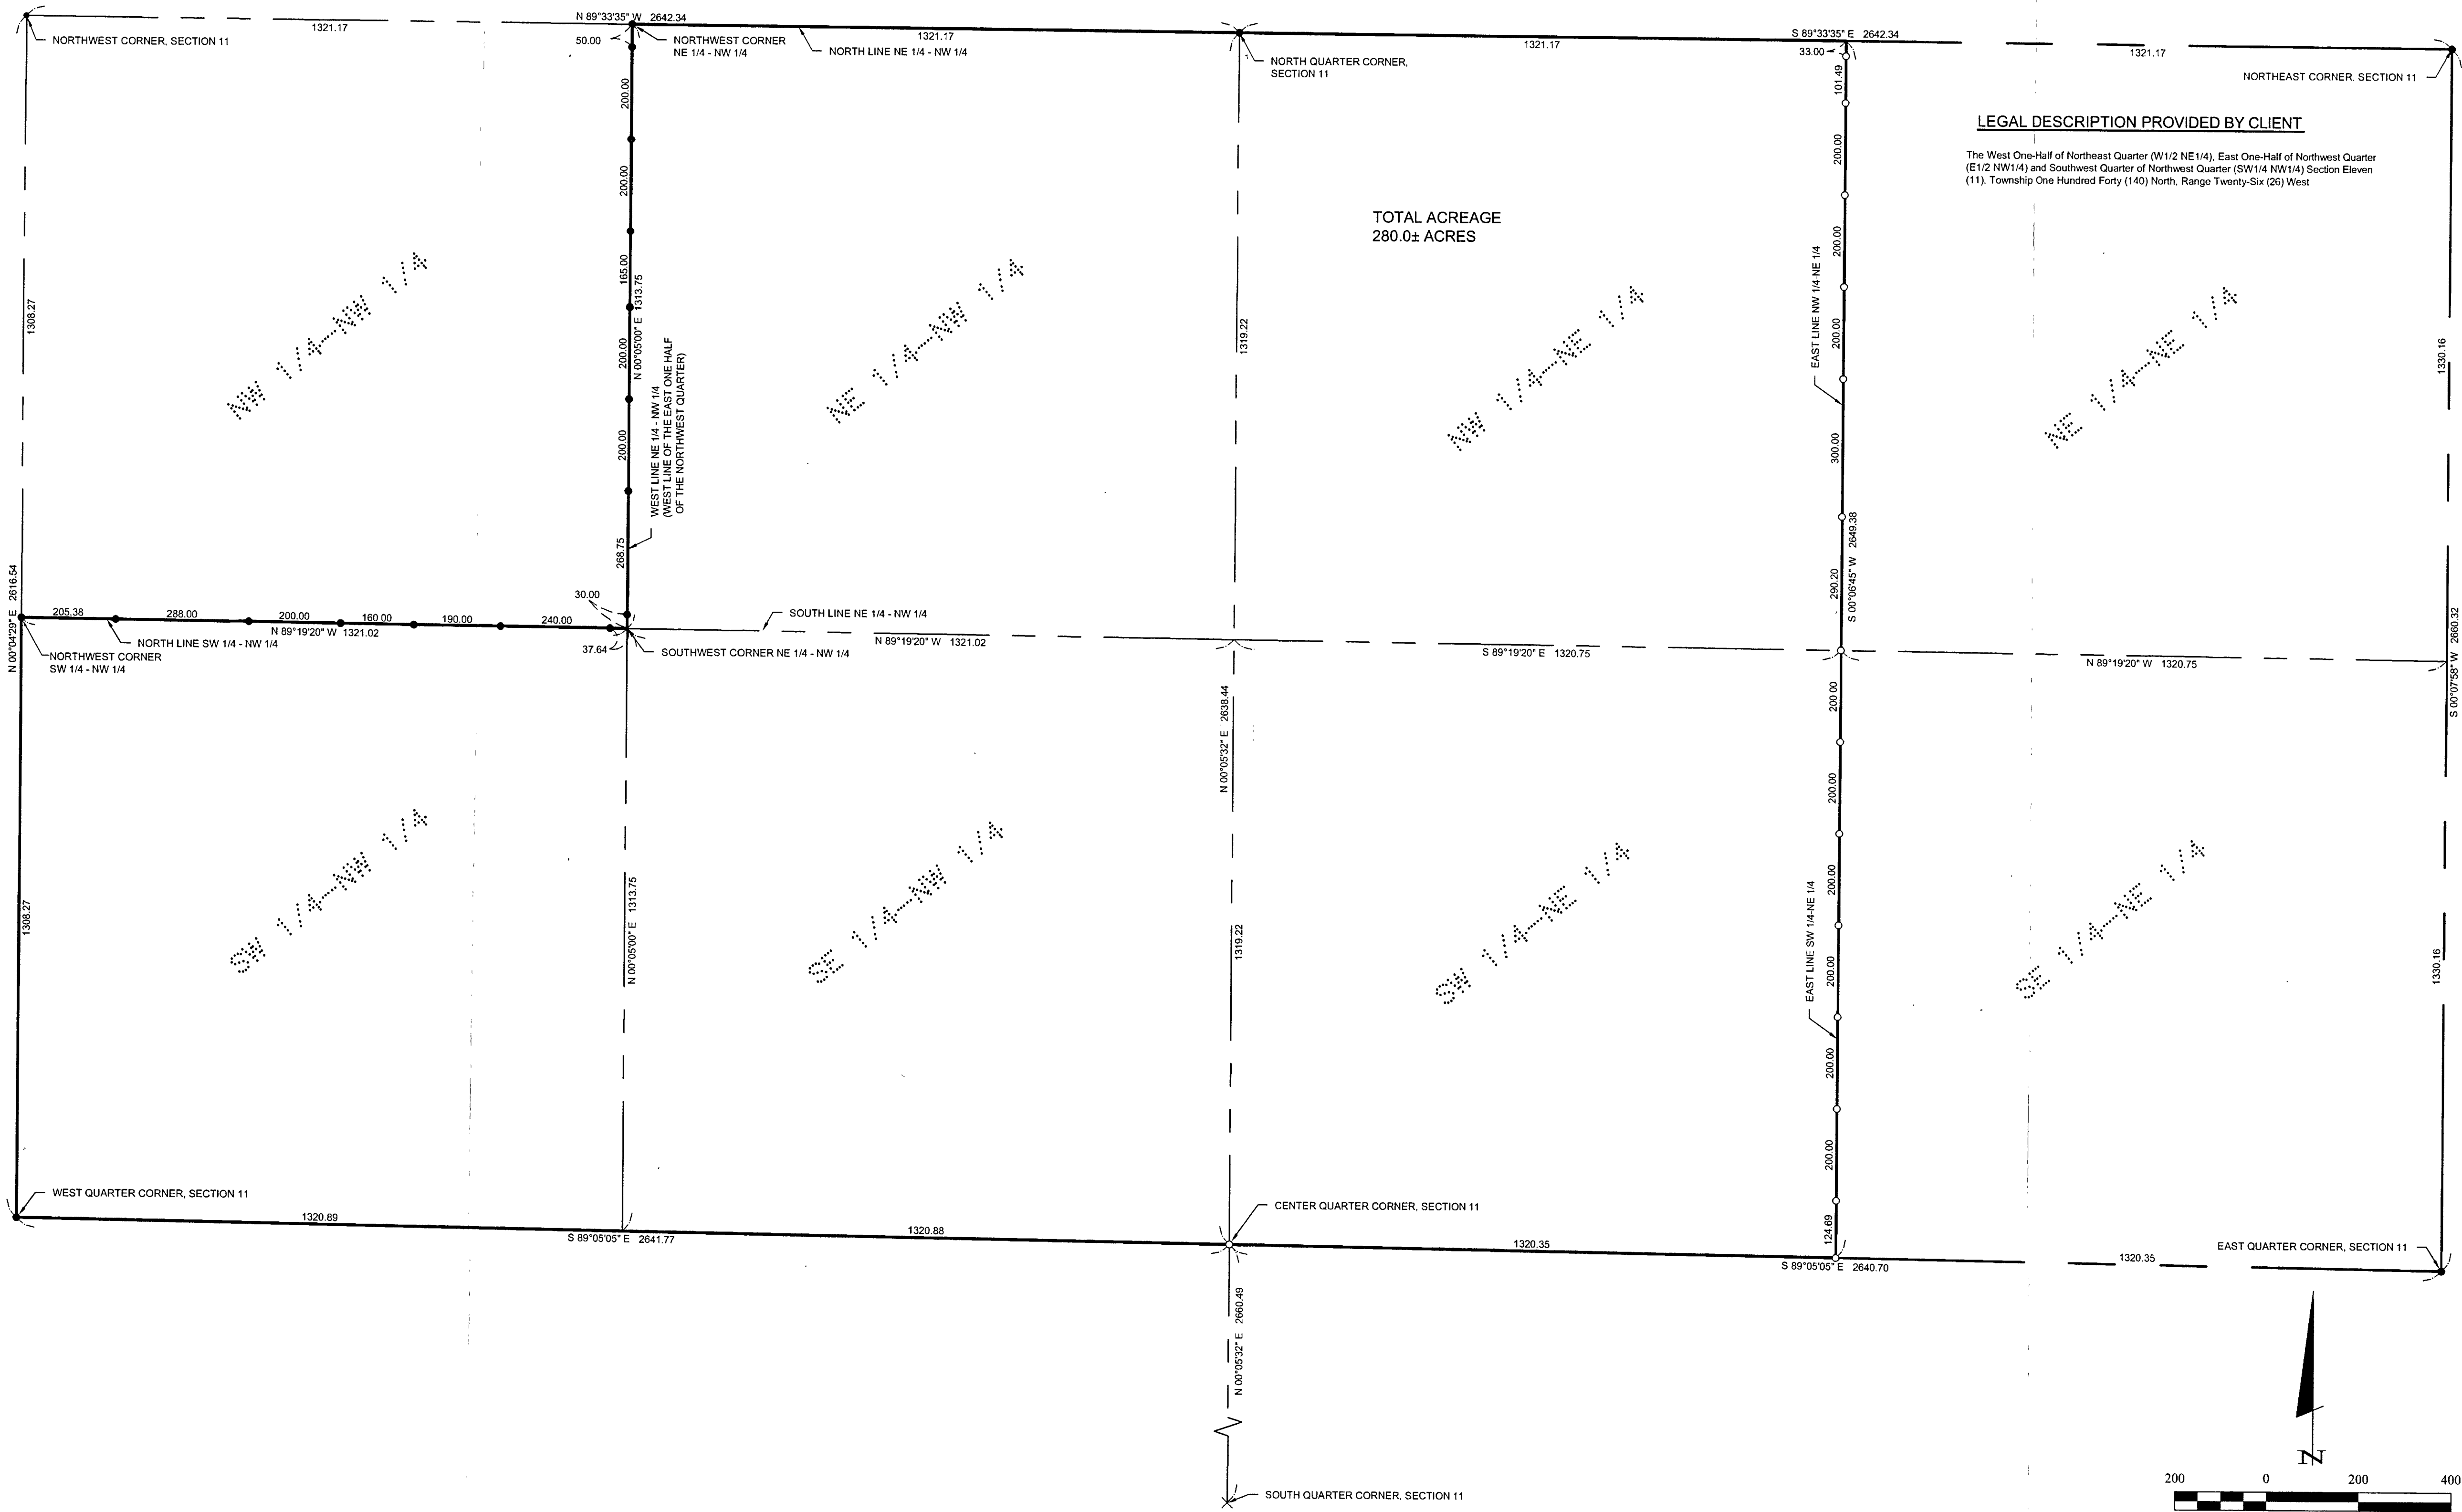 N 89°33'35" W 2642.34
S 89°33'35" E 2642.34
1321.17
1321.17
1321.17
1321.17
NORTHWEST CORNER, SECTION 11
50.00
NORTHWEST CORNER
NE 1/4 - NW 1/4
NORTH LINE NE 1/4 - NW 1/4
NORTH QUARTER CORNER,
SECTION 11
33.00
NORTHEAST CORNER, SECTION 11
LEGAL DESCRIPTION PROVIDED BY CLIENT
The West One-Half of Northeast Quarter (W1/2 NE1/4), East One-Half of Northwest Quarter
(E1/2 NW1/4) and Southwest Quarter of Northwest Quarter (SW1/4 NW1/4) Section Eleven
(11), Township One Hundred Forty (140) North, Range Twenty-Six (26) West
TOTAL ACREAGE
280.0± ACRES
200.00
200.00
165.00
N 00°05'00" E 1313.75
200.00
200.00
268.75
WEST LINE NE 1/4 - NW 1/4
(WEST LINE OF THE EAST ONE HALF
OF THE NORTHWEST QUARTER)
101.49
200.00
200.00
200.00
300.00
290.20
EAST LINE NW 1/4-NE 1/4
S 00°06'45" W 2649.38
1308.27
1319.22
1330.16
NW 1/4-NW 1/4
NE 1/4-NW 1/4
NW 1/4-NE 1/4
NE 1/4-NE 1/4
N 00°04'29" E 2616.54
205.38
288.00
200.00
160.00
190.00
240.00
30.00
37.64
N 89°19'20" W 1321.02
NORTH LINE SW 1/4 - NW 1/4
NORTHWEST CORNER
SW 1/4 - NW 1/4
SOUTH LINE NE 1/4 - NW 1/4
SOUTHWEST CORNER NE 1/4 - NW 1/4
N 89°19'20" W 1321.02
S 89°19'20" E 1320.75
N 89°19'20" W 1320.75
S 00°07'58" W 2660.32
N 00°05'32" E 2638.44
200.00
200.00
200.00
200.00
200.00
200.00
124.69
EAST LINE SW 1/4-NE 1/4
1308.27
N 00°05'00" E 1313.75
1319.22
1330.16
SW 1/4-NW 1/4
SE 1/4-NW 1/4
SW 1/4-NE 1/4
SE 1/4-NE 1/4
WEST QUARTER CORNER, SECTION 11
CENTER QUARTER CORNER, SECTION 11
EAST QUARTER CORNER, SECTION 11
1320.89
S 89°05'05" E 2641.77
1320.88
1320.35
S 89°05'05" E 2640.70
1320.35
N 00°05'32" E 2660.49
SOUTH QUARTER CORNER, SECTION 11
N
200 0 200 400